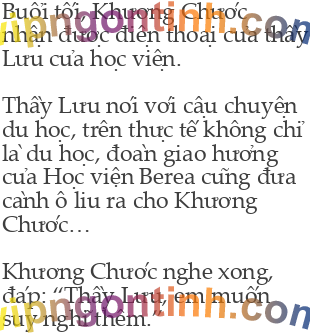 Buổi tối, Khương Chước
nhận được điện thoại của thầy
Lưu của học viện.

Thầy Lưu nói với cậu chuyện
du học, trên thực tế không chỉ
là du học, đoàn giao hưởng
của Học viện Berea cũng đưa
cành ô liu ra cho Khương
Chước…

Khương Chước nghe xong,
đáp: “Thầy Lưu, em muốn
suy nghĩ thêm.”
vipngontinh.com
vipngontinh.com